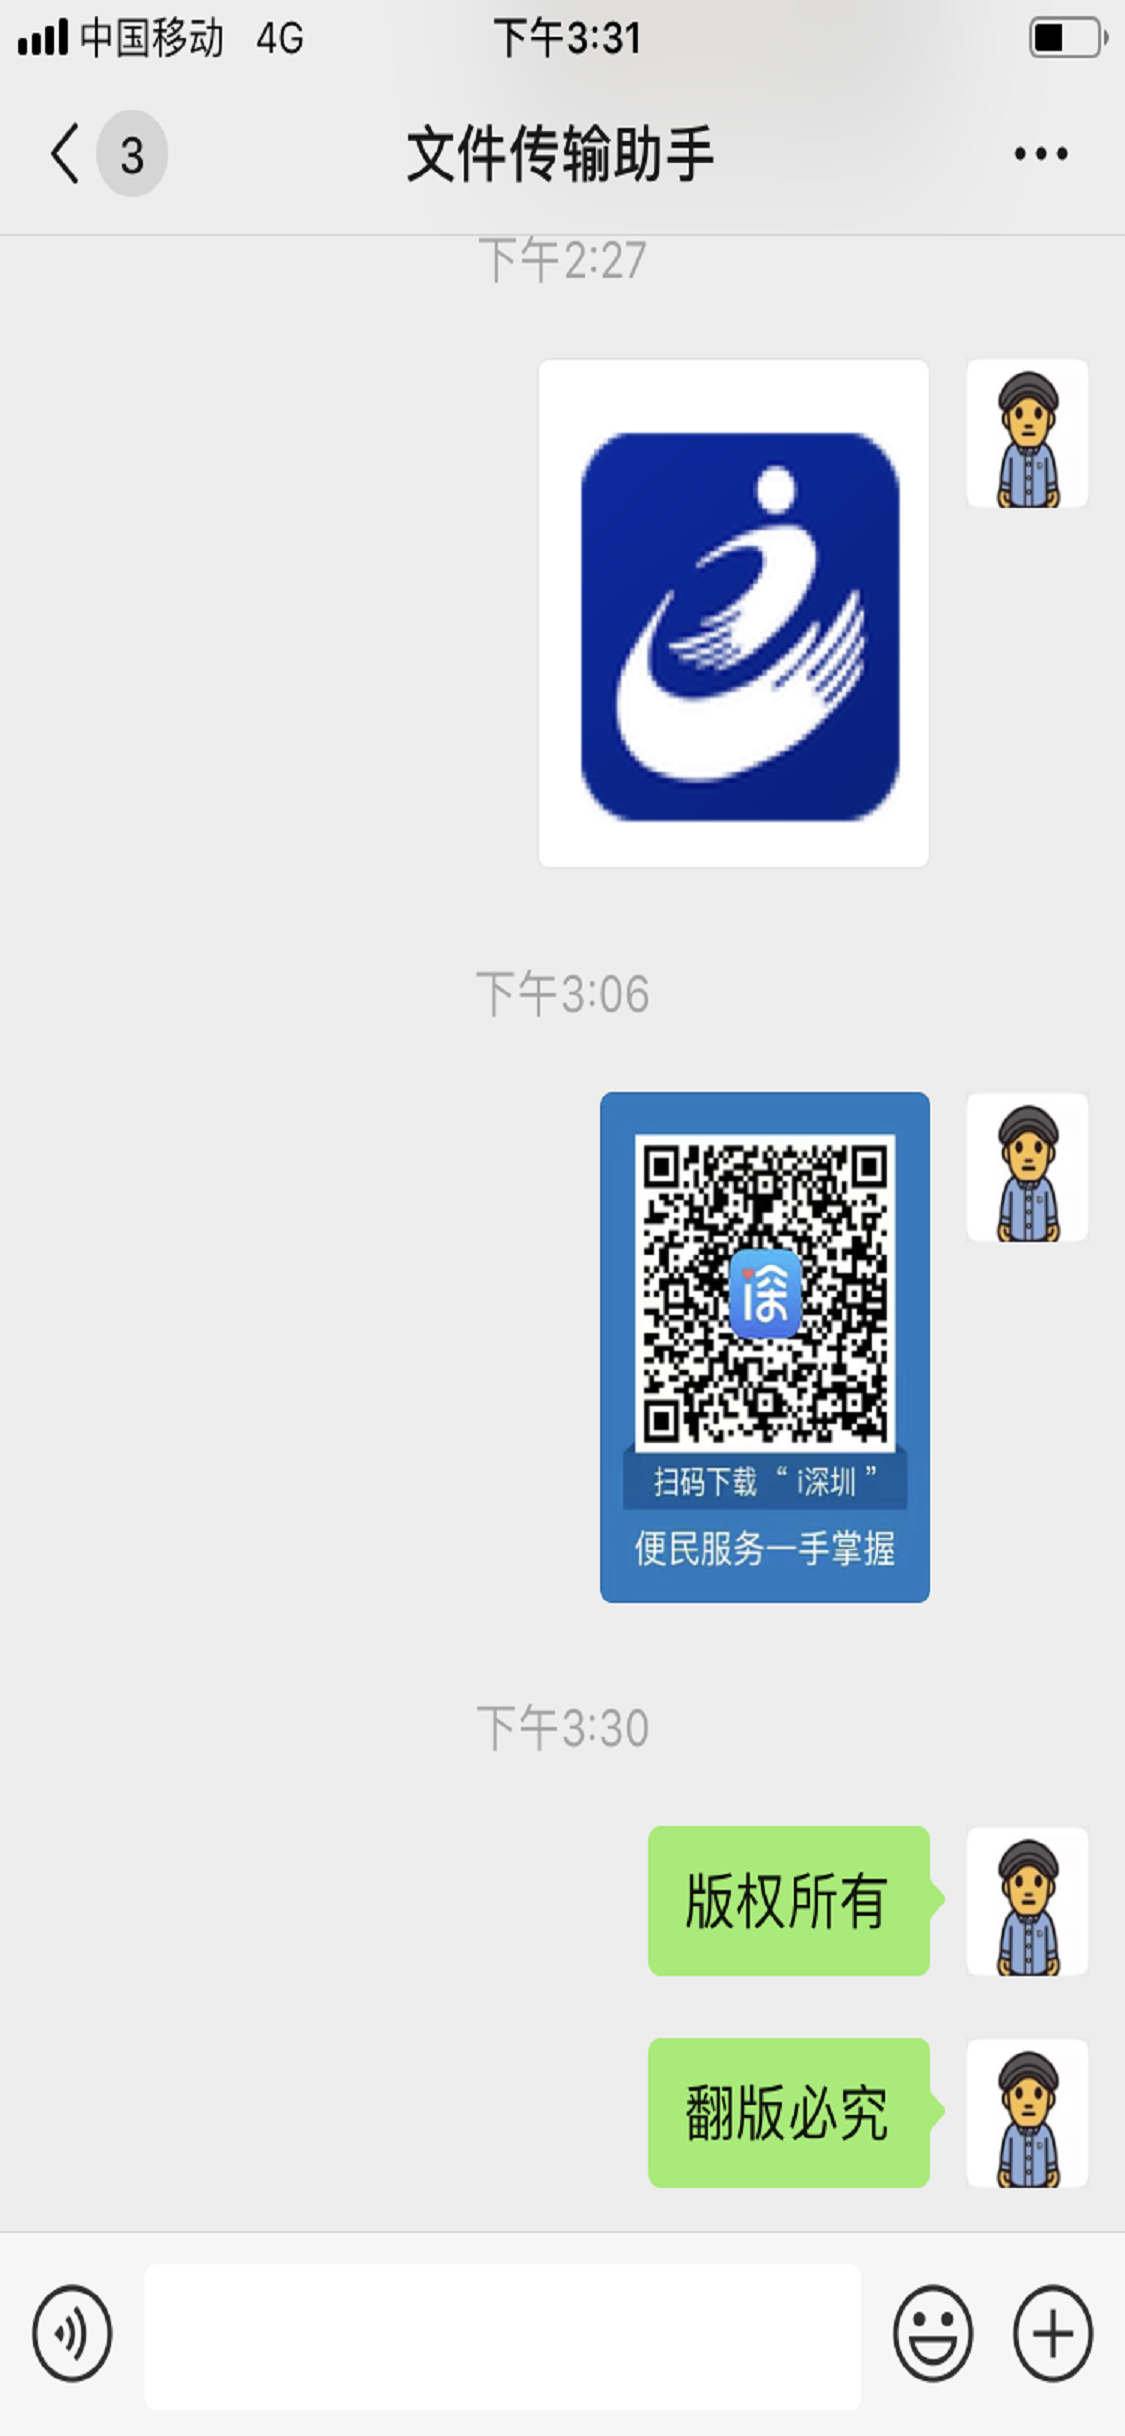 中国移动 4G 下午3:31
3 文件传输助手
下午2:27
下午3:06
i深
扫码下载 “ i深圳 ”
便民服务一手掌握
下午3:30
版权所有
翻版必究